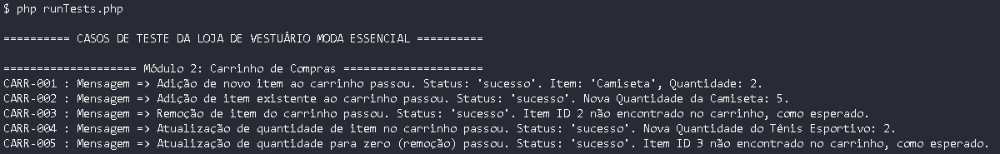 $ php runTests.php
========== CASOS DE TESTE DA LOJA DE VESTUÁRIO MODA ESSENCIAL ==========
==================== Módulo 2: Carrinho de Compras =====================
CARR-001 : Mensagem => Adição de novo item ao carrinho passou. Status: 'sucesso'. Item: 'Camiseta', Quantidade: 2.
CARR-002 : Mensagem => Adição de item existente ao carrinho passou. Status: 'sucesso'. Nova Quantidade da Camiseta: 5.
CARR-003 : Mensagem => Remoção de item do carrinho passou. Status: 'sucesso'. Item ID 2 não encontrado no carrinho, como esperado.
CARR-004 : Mensagem => Atualização de quantidade de item no carrinho passou. Status: 'sucesso'. Nova Quantidade do Tênis Esportivo: 2.
CARR-005 : Mensagem => Atualização de quantidade para zero (remoção) passou. Status: 'sucesso'. Item ID 3 não encontrado no carrinho, como esperado.